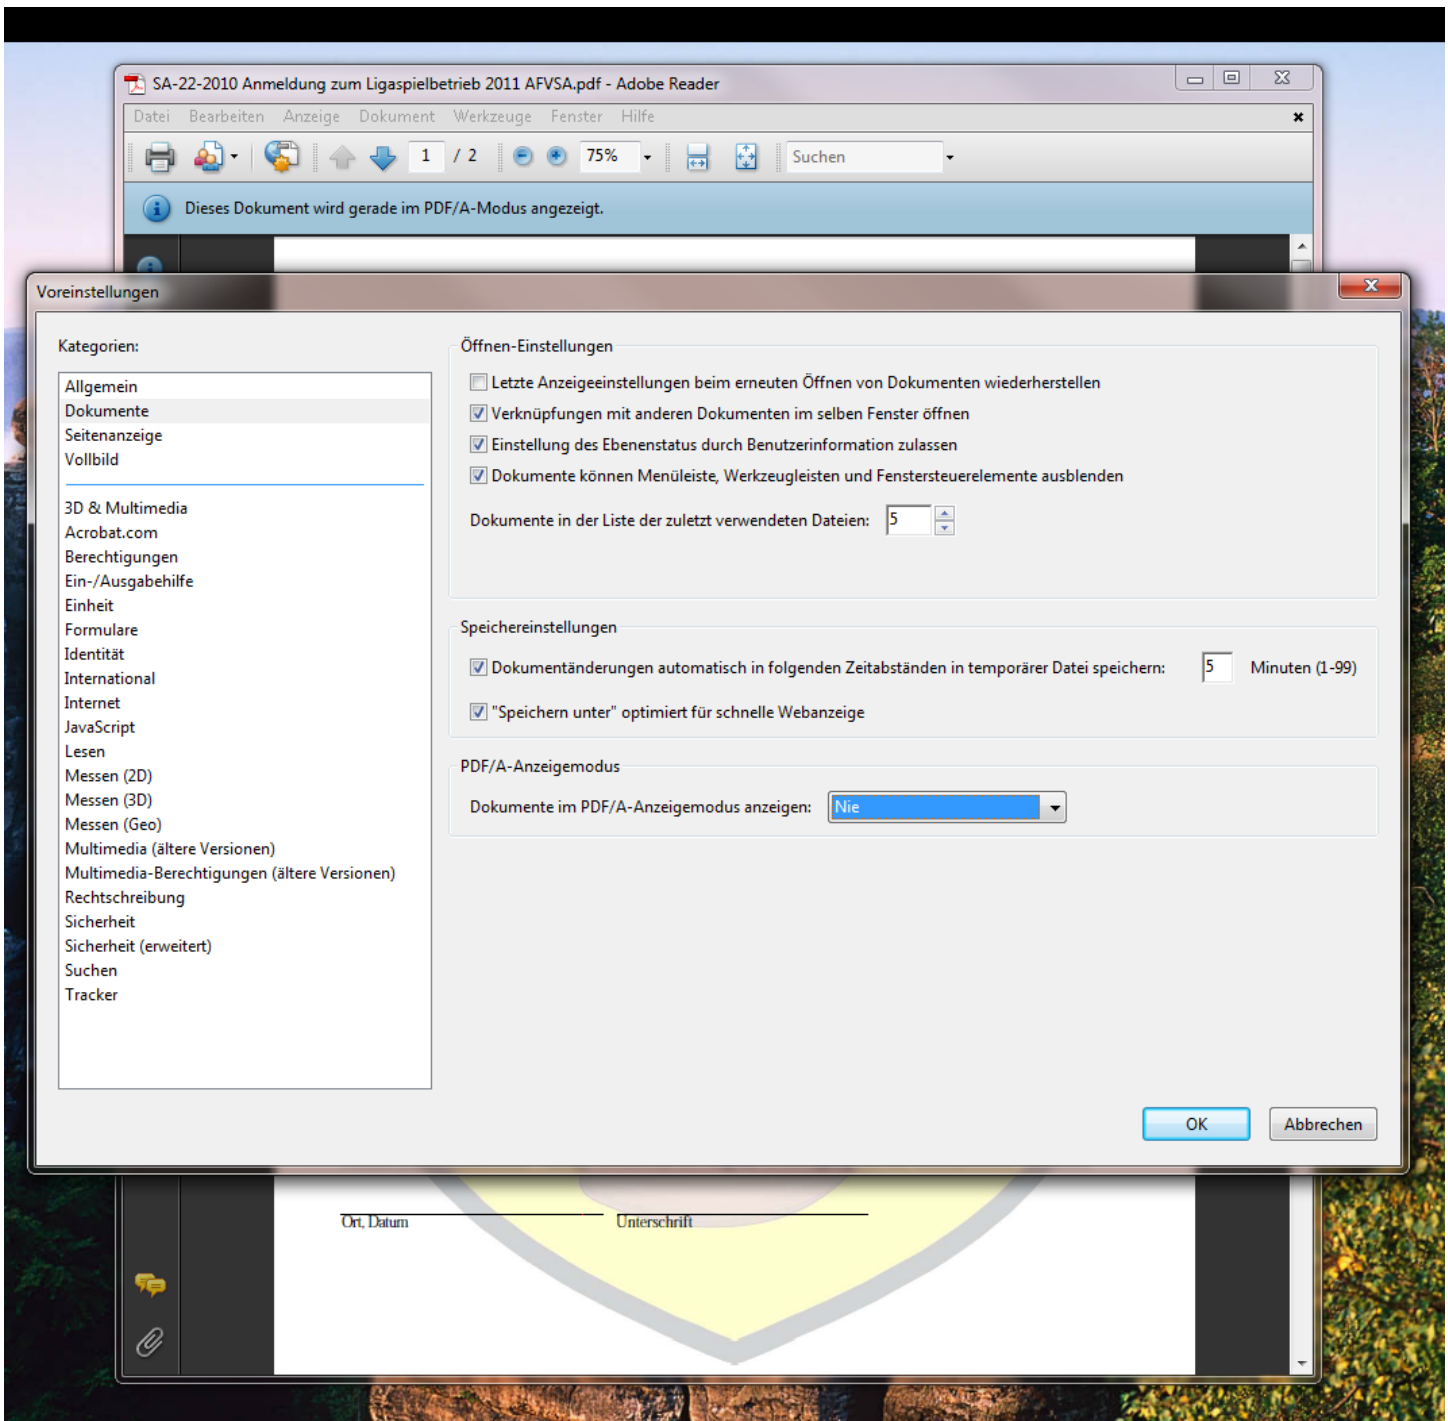 SA-22-2010 Anmeldung zum Ligaspielbetrieb 2011 AFVSA.pdf - Adobe Reader
Datei Bearbeiten Anzeige Dokument Werkzeuge Fenster Hilfe
1 / 2 75% Suchen
Dieses Dokument wird gerade im PDF/A-Modus angezeigt.
Voreinstellungen
Kategorien:
Allgemein
Dokumente
Seitenanzeige
Vollbild
3D & Multimedia
Acrobat.com
Berechtigungen
Ein-/Ausgabehilfe
Einheit
Formulare
Identität
International
Internet
JavaScript
Lesen
Messen (2D)
Messen (3D)
Messen (Geo)
Multimedia (ältere Versionen)
Multimedia-Berechtigungen (ältere Versionen)
Rechtschreibung
Sicherheit
Sicherheit (erweitert)
Suchen
Tracker
Öffnen-Einstellungen
Letzte Anzeigeeinstellungen beim erneuten Öffnen von Dokumenten wiederherstellen
Verknüpfungen mit anderen Dokumenten im selben Fenster öffnen
Einstellung des Ebenenstatus durch Benutzerinformation zulassen
Dokumente können Menüleiste, Werkzeugleisten und Fenstersteuerelemente ausblenden
Dokumente in der Liste der zuletzt verwendeten Dateien: 5
Speichereinstellungen
Dokumentänderungen automatisch in folgenden Zeitabständen in temporärer Datei speichern: 5 Minuten (1-99)
"Speichern unter" optimiert für schnelle Webanzeige
PDF/A-Anzeigemodus
Dokumente im PDF/A-Anzeigemodus anzeigen: Nie
OK Abbrechen
Ort, Datum Unterschrift